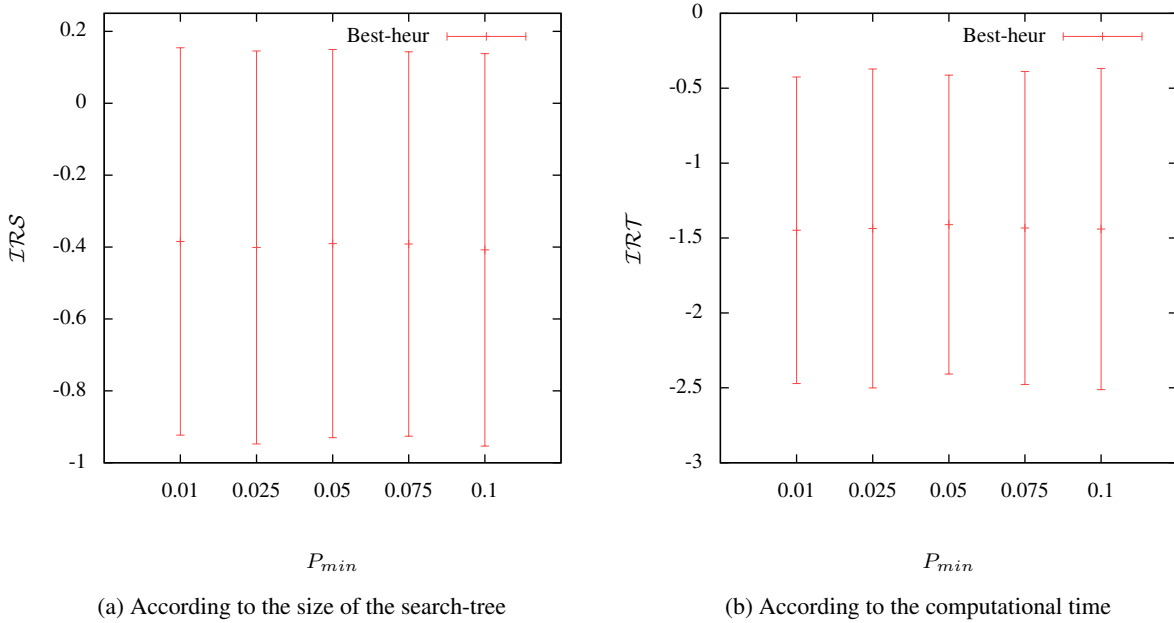 0.2
0
-0.2
-0.4
-0.6
-0.8
-1
IRS
Best-heur
0.01 0.025 0.05 0.075 0.1
P_min
(a) According to the size of the search-tree
0
-0.5
-1
-1.5
-2
-2.5
-3
IRT
Best-heur
0.01 0.025 0.05 0.075 0.1
P_min
(b) According to the computational time